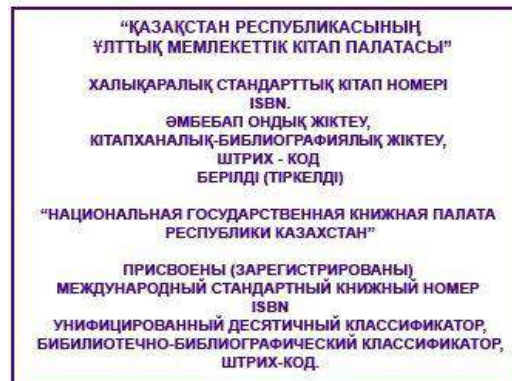 “ҚАЗАҚСТАН РЕСПУБЛИКАСЫНЫҢ
ҰЛТТЫҚ МЕМЛЕКЕТТІК КІТАП ПАЛАТАСЫ”
ХАЛЫҚАРАЛЫҚ СТАНДАРТТЫҚ КІТАП НОМЕРІ
ISBN.
ӘМБЕБАП ОНДЫҚ ЖІКТЕУ,
КІТАПХАНАЛЫҚ-БИБЛИОГРАФИЯЛЫҚ ЖІКТЕУ,
ШТРИХ - КОД
БЕРІЛДІ (ТІРКЕЛДІ)
“НАЦИОНАЛЬНАЯ ГОСУДАРСТВЕННАЯ КНИЖНАЯ ПАЛАТА
РЕСПУБЛИКИ КАЗАХСТАН”
ПРИСВОЕНЫ (ЗАРЕГИСТРИРОВАНЫ)
МЕЖДУНАРОДНЫЙ СТАНДАРТНЫЙ КНИЖНЫЙ НОМЕР
ISBN
УНИФИЦИРОВАННЫЙ ДЕСЯТИЧНЫЙ КЛАССИФИКАТОР,
БИБИЛИОТЕЧНО-БИБЛИОГРАФИЧЕСКИЙ КЛАССИФИКАТОР,
ШТРИХ-КОД.